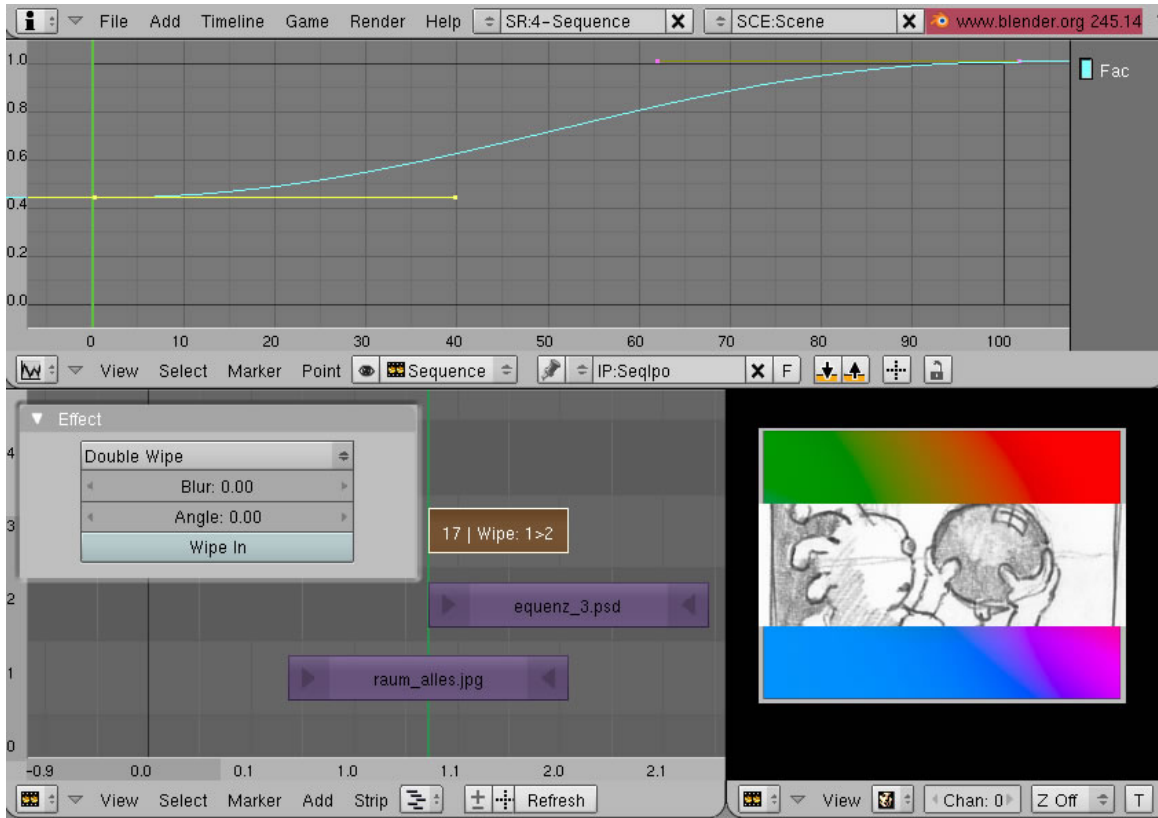 File Add Timeline Game Render Help SR:4-Sequence SCE:Scene www.blender.org 245.14
1.0
Fac
0.8
0.6
0.4
0.2
0.0
0 10 20 30 40 50 60 70 80 90 100
View Select Marker Point Sequence IP:SeqIpo F
Effect
Double Wipe
Blur: 0.00
Angle: 0.00
Wipe In
4
3
17 | Wipe: 1>2
2
equenz_3.psd
1
raum_alles.jpg
0
-0.9 0.0 0.1 1.0 1.1 2.0 2.1
View Select Marker Add Strip Refresh
View Chan: 0 Z Off T